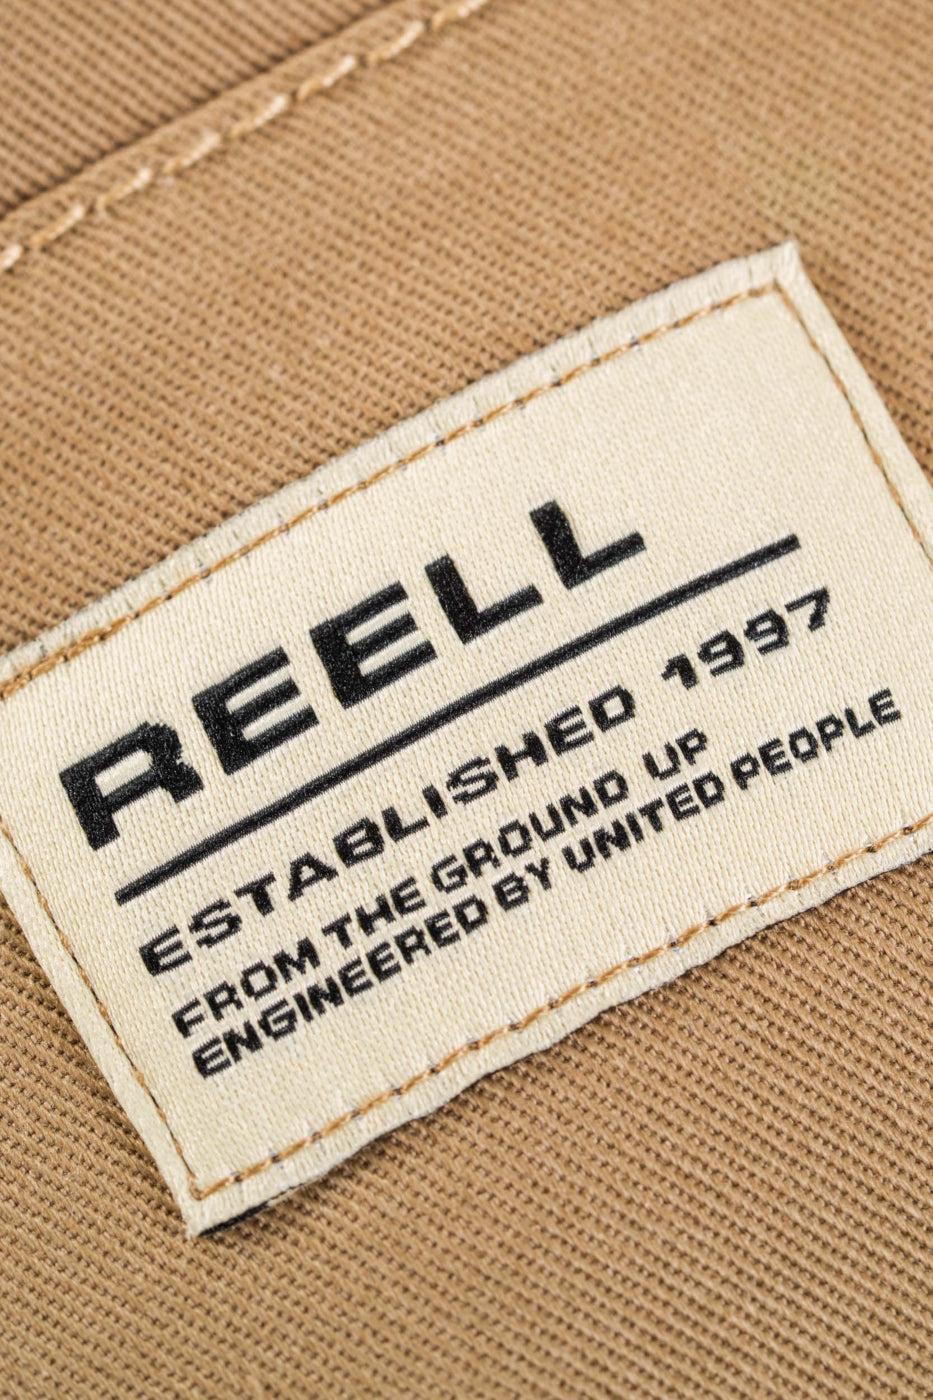 REELL
ESTABLISHED 1997
FROM THE GROUND UP
ENGINEERED BY UNITED PEOPLE